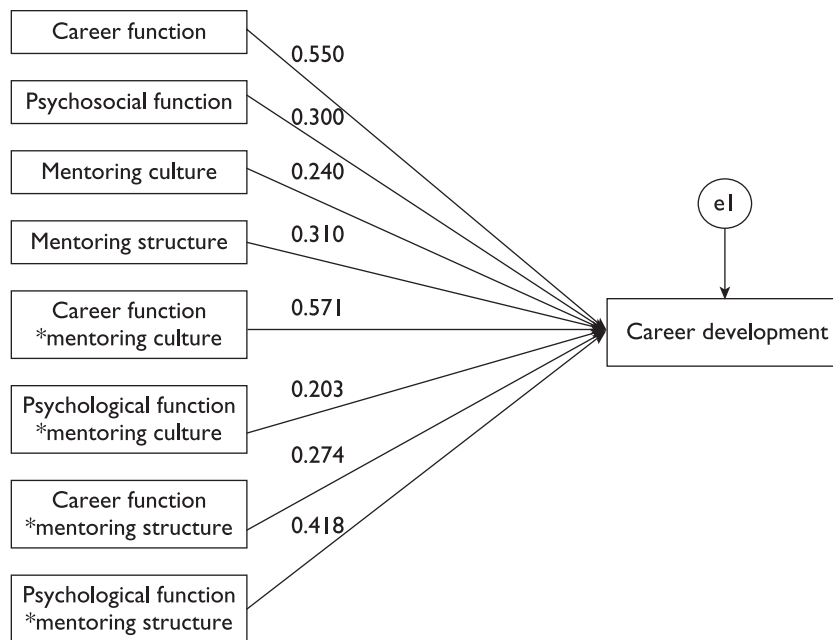 Career function
0.550
Psychosocial function
0.300
Mentoring culture
0.240
Mentoring structure
0.310
Career function
*mentoring culture
0.571
Psychological function
*mentoring culture
0.203
Career function
*mentoring structure
0.274
Psychological function
*mentoring structure
0.418
e1
Career development